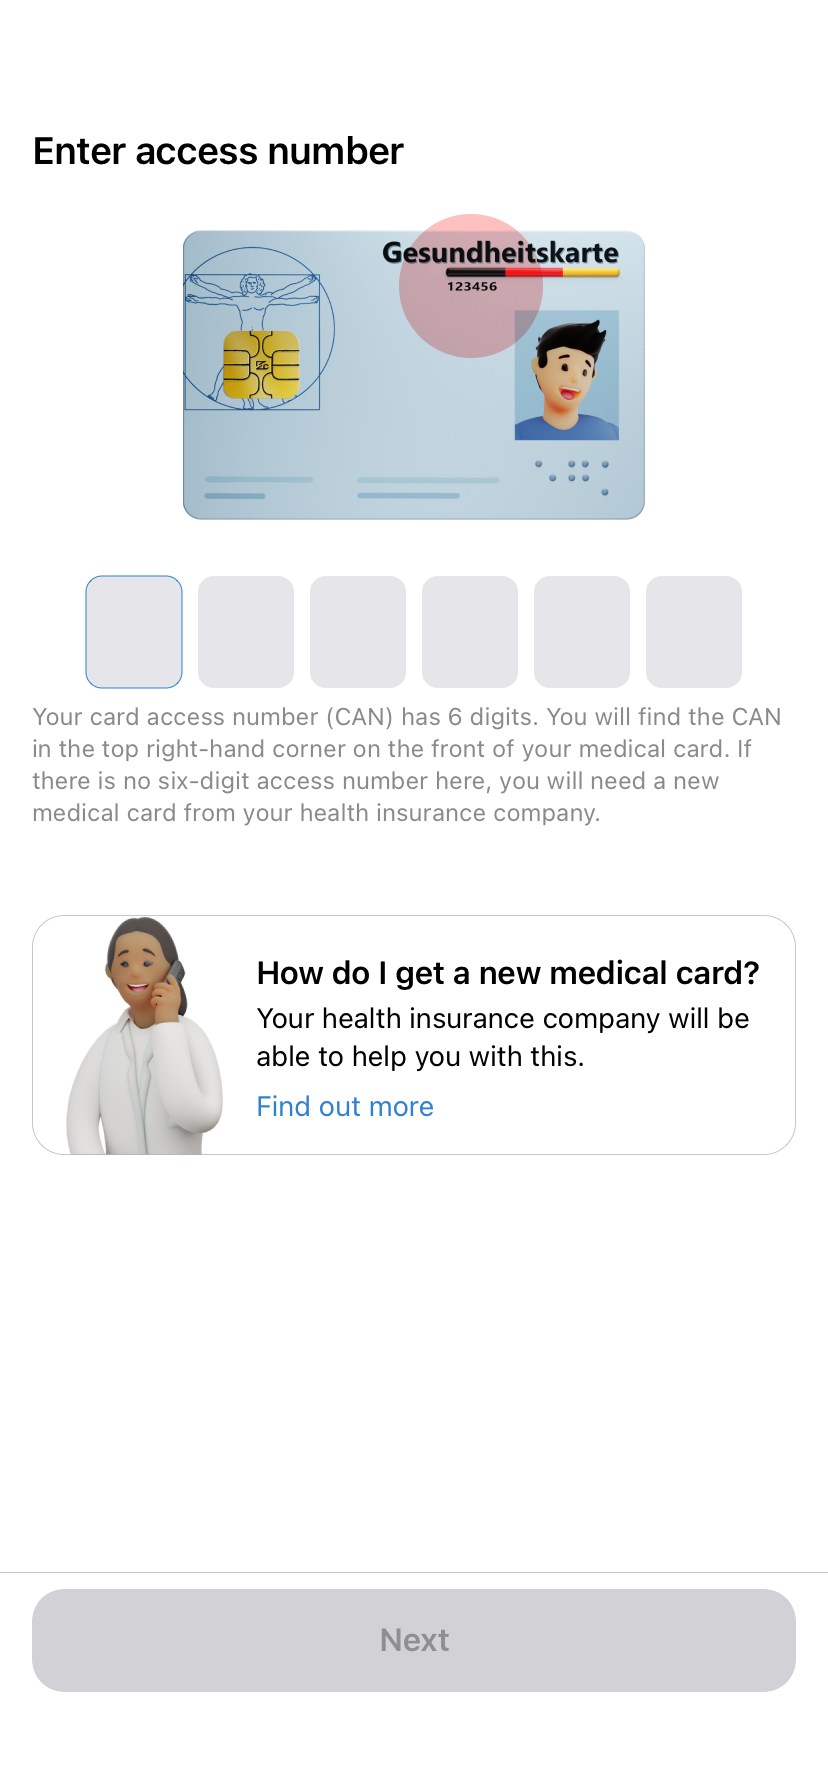 Enter access number
Gesundheitskarte
123456
Your card access number (CAN) has 6 digits. You will find the CAN
in the top right-hand corner on the front of your medical card. If
there is no six-digit access number here, you will need a new
medical card from your health insurance company.
How do I get a new medical card?
Your health insurance company will be
able to help you with this.
Find out more
Next